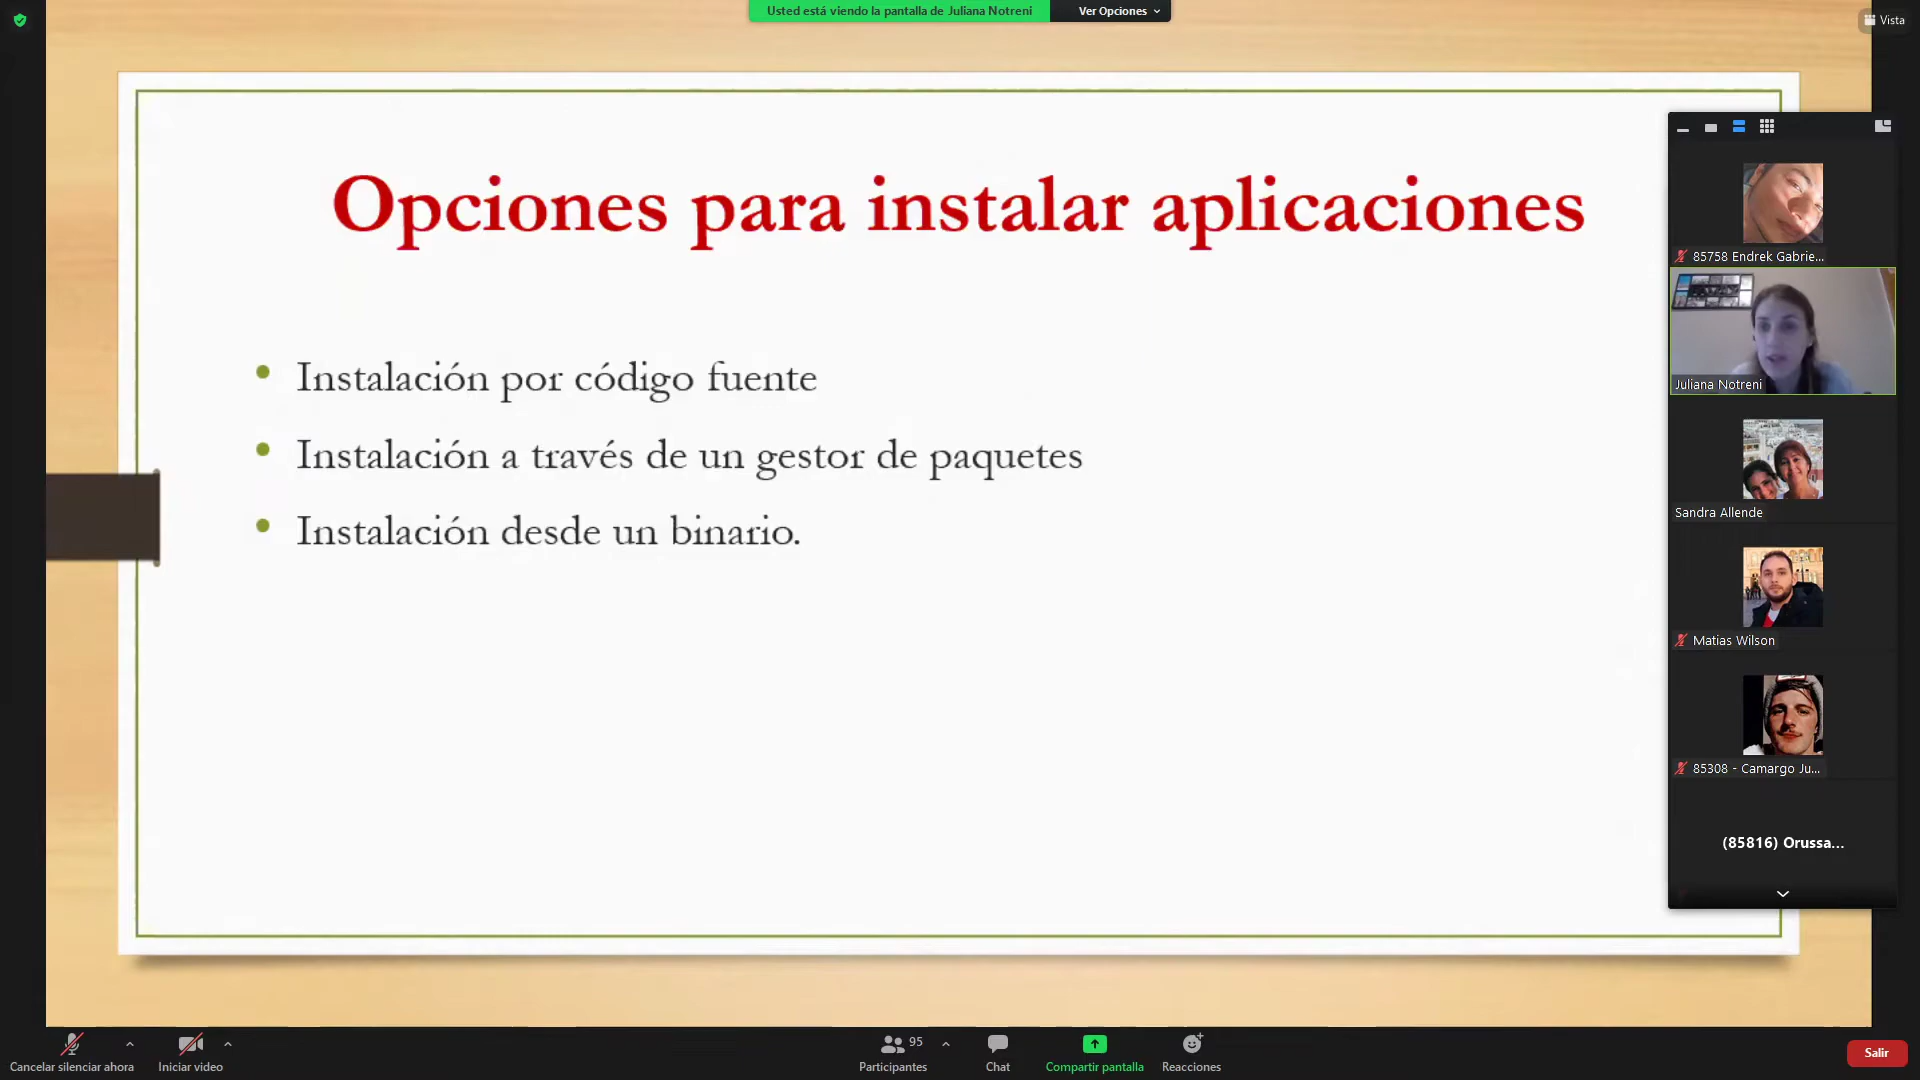 Usted está viendo la pantalla de Juliana Notreni
Ver Opciones
Vista
Opciones para instalar aplicaciones
Instalación por código fuente
Instalación a través de un gestor de paquetes
Instalación desde un binario.
85758 Endrek Gabrie...
Juliana Notreni
Sandra Allende
Matias Wilson
85308 - Camargo Ju...
(85816) Orussa...
Cancelar silenciar ahora
Iniciar video
95
Participantes
Chat
Compartir pantalla
Reacciones
Salir